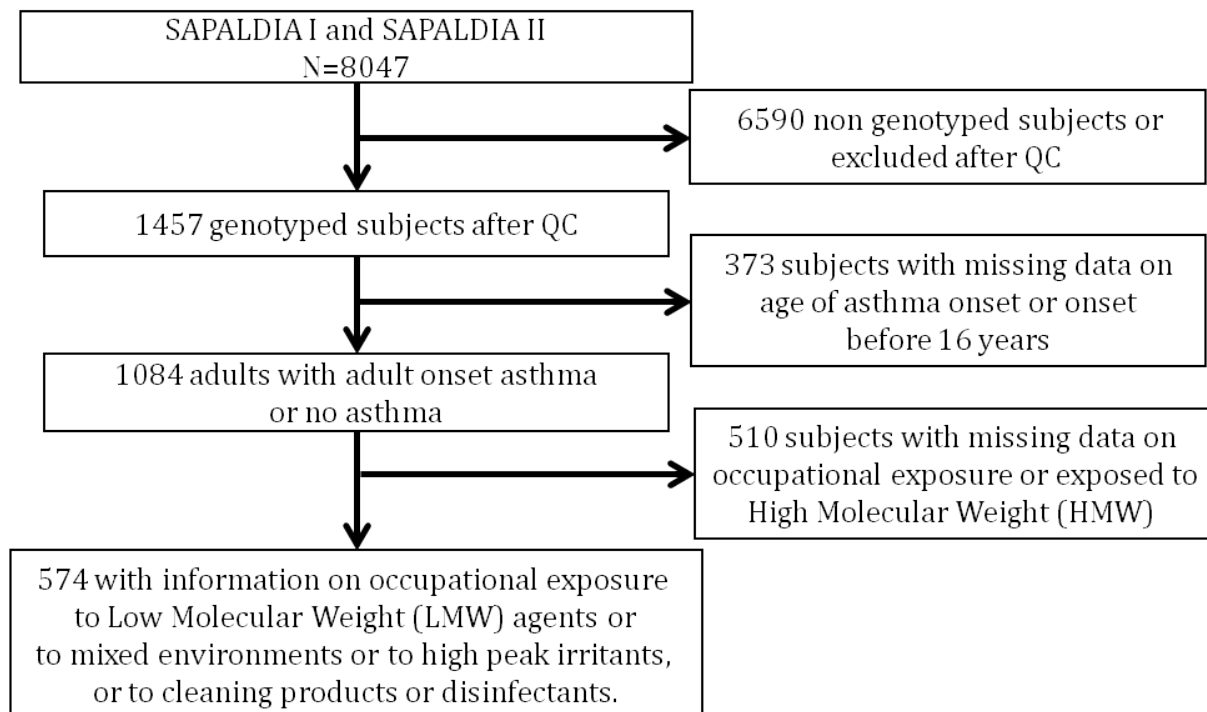 SAPALDIA I and SAPALDIA II
N=8047
6590 non genotyped subjects or
excluded after QC
1457 genotyped subjects after QC
373 subjects with missing data on
age of asthma onset or onset
before 16 years
1084 adults with adult onset asthma
or no asthma
510 subjects with missing data on
occupational exposure or exposed to
High Molecular Weight (HMW)
574 with information on occupational exposure
to Low Molecular Weight (LMW) agents or
to mixed environments or to high peak irritants,
or to cleaning products or disinfectants.